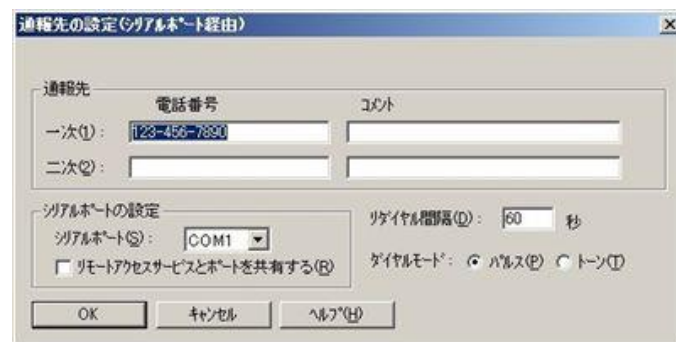 通報先の設定(シリアルポート経由)
通報先
電話番号 コメント
一次(1): 123-456-7890
二次(2):
シリアルポートの設定
シリアルポート(S): COM1
リモートアクセスサービスとポートを共有する(R)
リダイヤル間隔(D): 60 秒
ダイヤルモード: パルス(P) トーン(T)
OK キャンセル ヘルプ(H)